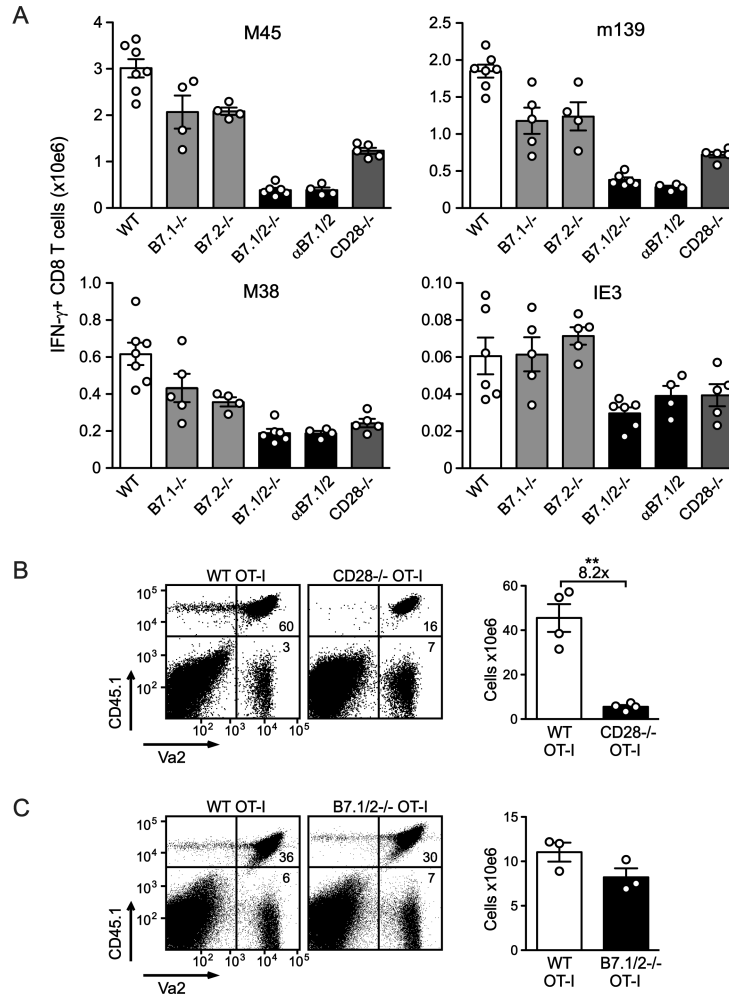 A
IFN-γ+ CD8 T cells (x10e6)
M45
4
3
2
1
0
WT
B7.1-/-
B7.2-/-
B7.1/2-/-
αB7.1/2
CD28-/-
m139
2.5
2.0
1.5
1.0
0.5
0
WT
B7.1-/-
B7.2-/-
B7.1/2-/-
αB7.1/2
CD28-/-
M38
1.0
0.8
0.6
0.4
0.2
0
WT
B7.1-/-
B7.2-/-
B7.1/2-/-
αB7.1/2
CD28-/-
IE3
0.10
0.08
0.06
0.04
0.02
0
WT
B7.1-/-
B7.2-/-
B7.1/2-/-
αB7.1/2
CD28-/-
B
WT OT-I
CD28-/- OT-I
10⁵
10⁴
10³
10²
60
3
16
7
10² 10³ 10⁴ 10⁵
10² 10³ 10⁴ 10⁵
CD45.1
Va2
**
8.2x
Cells x10e6
60
40
20
0
WT
OT-I
CD28-/-
OT-I
C
WT OT-I
B7.1/2-/- OT-I
10⁵
10⁴
10³
10²
36
6
30
7
10² 10³ 10⁴ 10⁵
10² 10³ 10⁴ 10⁵
CD45.1
Va2
Cells x10e6
15
10
5
0
WT
OT-I
B7.1/2-/-
OT-I